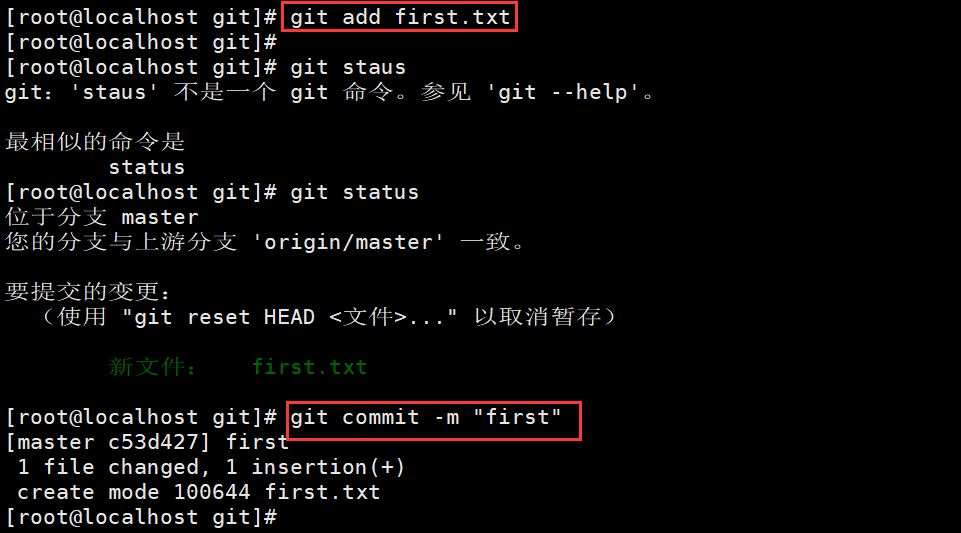 [root@localhost git]# git add first.txt
[root@localhost git]#
[root@localhost git]# git staus
git：'staus' 不是一个 git 命令。参见 'git --help'。
最相似的命令是
status
[root@localhost git]# git status
位于分支 master
您的分支与上游分支 'origin/master' 一致。
要提交的变更：
（使用 "git reset HEAD <文件>..." 以取消暂存）
新文件：   first.txt
[root@localhost git]# git commit -m "first"
[master c53d427] first
1 file changed, 1 insertion(+)
create mode 100644 first.txt
[root@localhost git]#